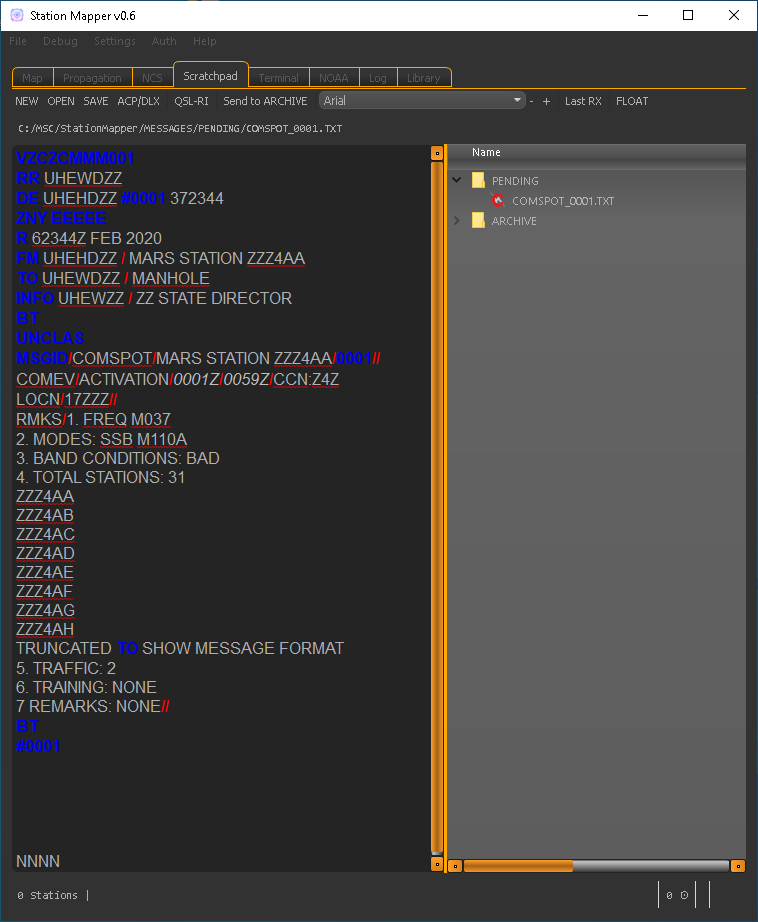 Station Mapper v0.6
File Debug Settings Auth Help
Map Propagation NCS Scratchpad Terminal NOAA Log Library
NEW OPEN SAVE ACP/DLX QSL-RI Send to ARCHIVE Arial - + Last RX FLOAT
C:/MSC/StationMapper/MESSAGES/PENDING/COMSPOT_0001.TXT
VZCZCMMM001
RR UHEWDZZ
DE UHEHDZZ #0001 372344
ZNY EEEEE
R 62344Z FEB 2020
FM UHEHDZZ / MARS STATION ZZZ4AA
TO UHEWDZZ / MANHOLE
INFO UHEWZZ / ZZ STATE DIRECTOR
BT
UNCLAS
MSGID/COMSPOT/MARS STATION ZZZ4AA/0001//
COMEV/ACTIVATION/0001Z/0059Z/CCN:Z4Z
LOCN/17ZZZ//
RMKS/1. FREQ M037
2. MODES: SSB M110A
3. BAND CONDITIONS: BAD
4. TOTAL STATIONS: 31
ZZZ4AA
ZZZ4AB
ZZZ4AC
ZZZ4AD
ZZZ4AE
ZZZ4AF
ZZZ4AG
ZZZ4AH
TRUNCATED TO SHOW MESSAGE FORMAT
5. TRAFFIC: 2
6. TRAINING: NONE
7 REMARKS: NONE//
BT
#0001
NNNN
Name
PENDING
COMSPOT_0001.TXT
ARCHIVE
0 Stations |
0